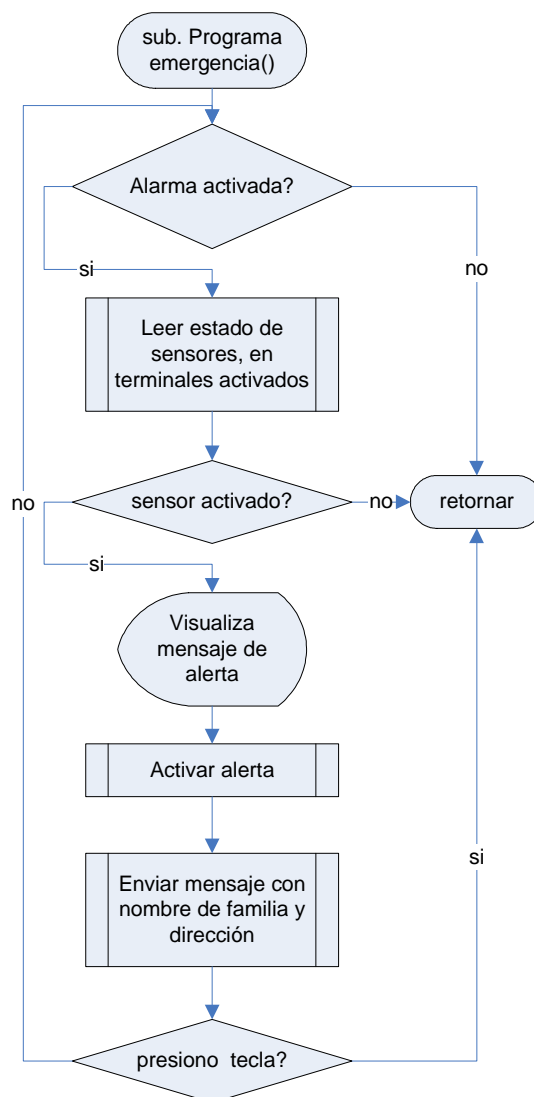 sub. Programa
emergencia()
Alarma activada?
si
no
Leer estado de
sensores, en
terminales activados
no
sensor activado?
no
retornar
si
Visualiza
mensaje de
alerta
Activar alerta
Enviar mensaje con
nombre de familia y
dirección
si
presiono tecla?